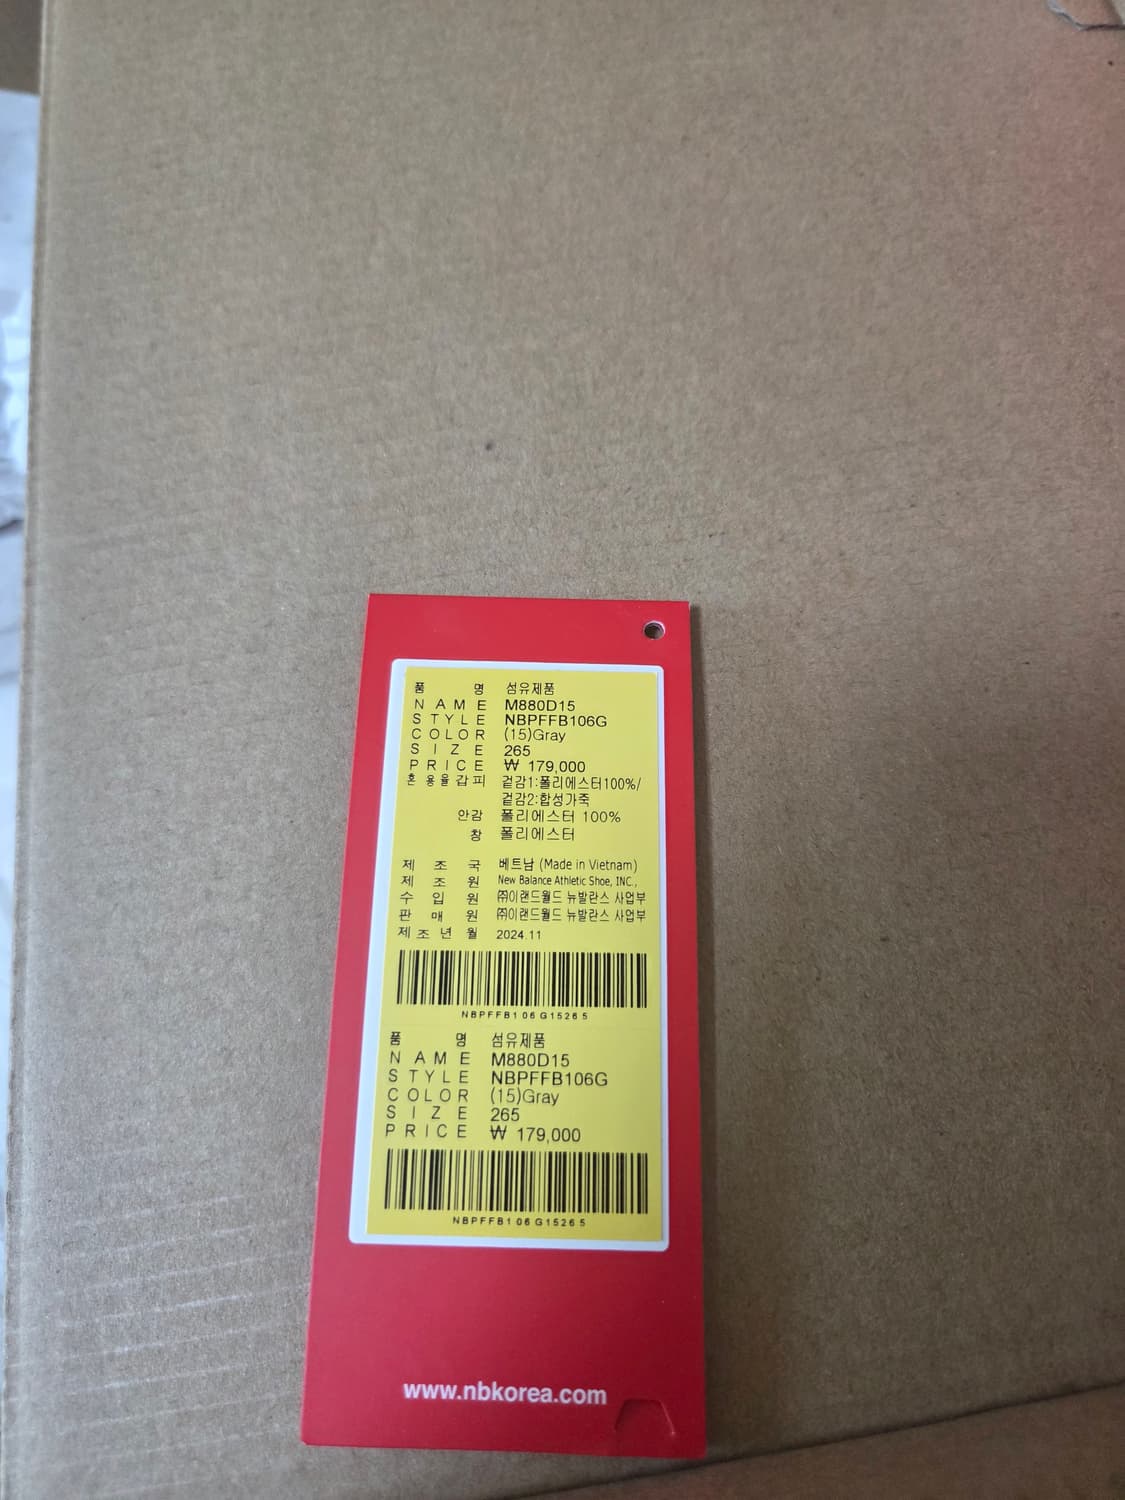 품 명 섬유제품
NAME M880D15
STYLE NBPFFB106G
COLOR (15)Gray
SIZE 265
PRICE ₩ 179,000
혼용율갑피 겉감1:폴리에스터100%/
겉감2:합성가죽
안감 폴리에스터 100%
창 폴리에스터
제 조 국 베트남 (Made in Vietnam)
제 조 원 New Balance Athletic Shoe, INC.,
수 입 원 ㈜이랜드월드 뉴발란스 사업부
판 매 원 ㈜이랜드월드 뉴발란스 사업부
제조년월 2024.11
NBPFFB106G15265
품 명 섬유제품
NAME M880D15
STYLE NBPFFB106G
COLOR (15)Gray
SIZE 265
PRICE ₩ 179,000
NBPFFB106G15265
www.nbkorea.com